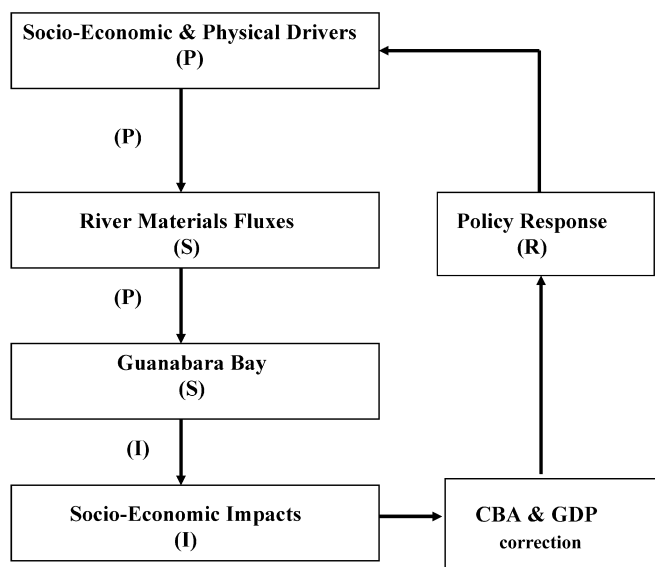 Socio-Economic & Physical Drivers
(P)
(P)
River Materials Fluxes
(S)
Policy Response
(R)
(P)
Guanabara Bay
(S)
(I)
Socio-Economic Impacts
(I)
CBA & GDP
correction